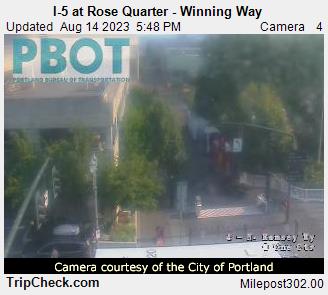 I-5 at Rose Quarter - Winning Way
Updated Aug 14 2023 5:48 PM Camera 4
PBOT
PORTLAND BUREAU OF TRANSPORTATION
Camera courtesy of the City of Portland
TripCheck.com Milepost302.00